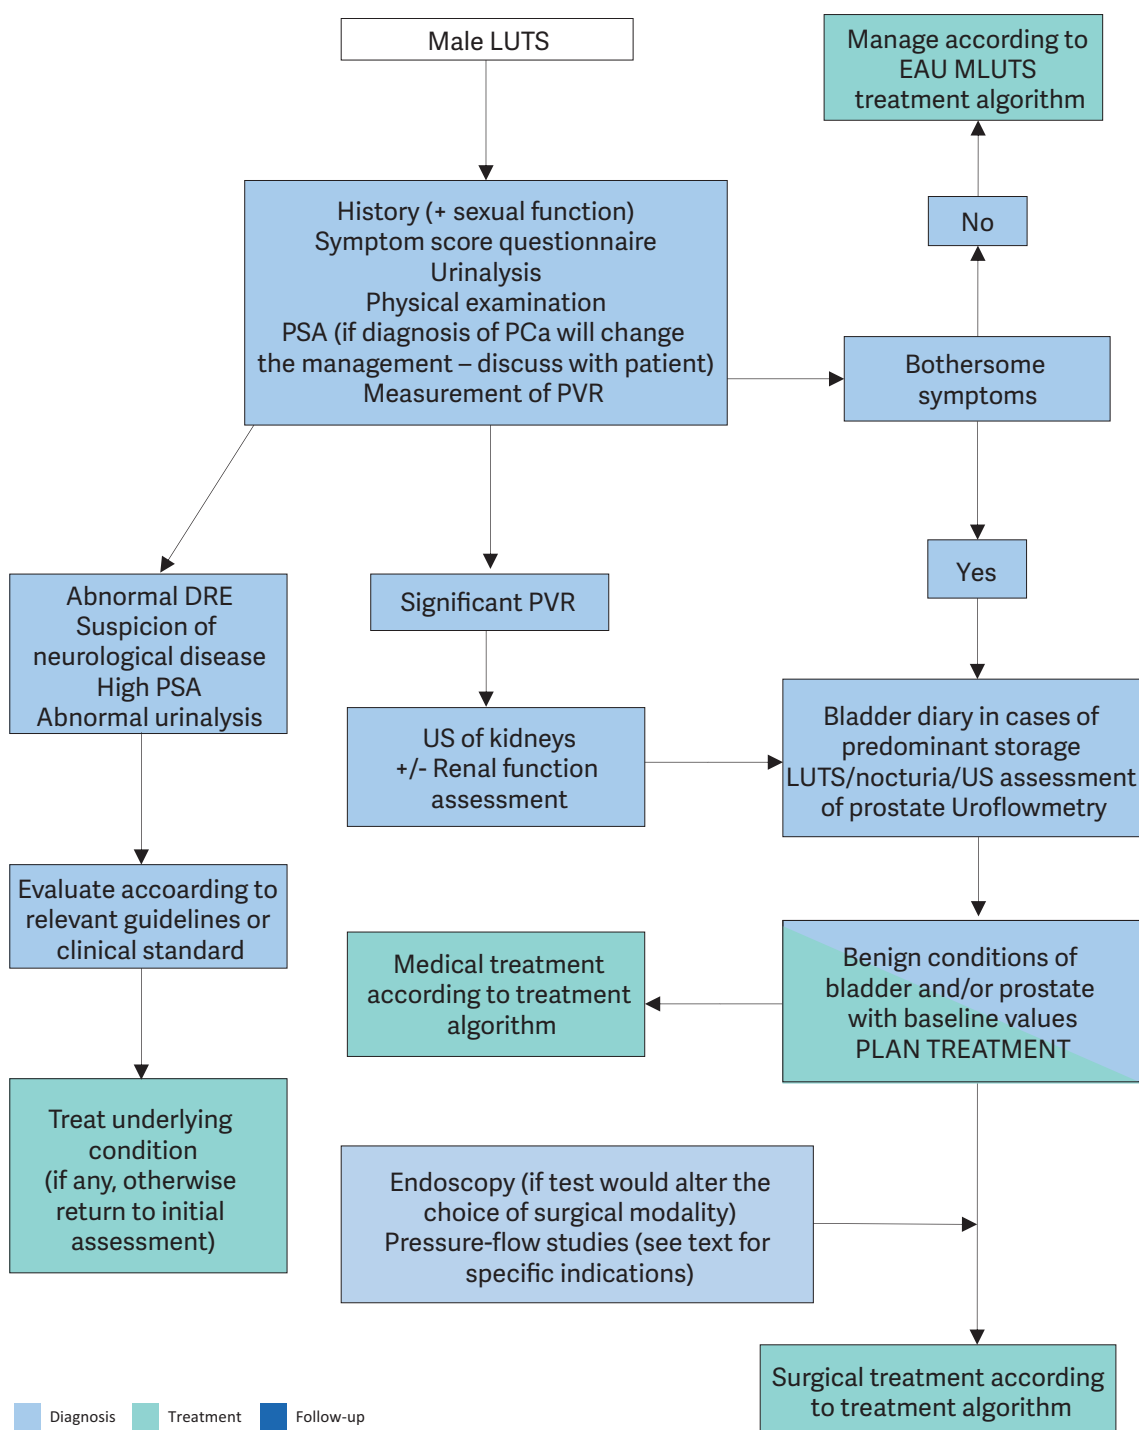 Male LUTS
Manage according to
EAU MLUTS
treatment algorithm
History (+ sexual function)
Symptom score questionnaire
Urinalysis
Physical examination
PSA (if diagnosis of PCa will change
the management – discuss with patient)
Measurement of PVR
No
Bothersome
symptoms
Yes
Abnormal DRE
Suspicion of
neurological disease
High PSA
Abnormal urinalysis
Significant PVR
US of kidneys
+/- Renal function
assessment
Bladder diary in cases of
predominant storage
LUTS/nocturia/US assessment
of prostate Uroflowmetry
Evaluate accoarding to
relevant guidelines or
clinical standard
Medical treatment
according to treatment
algorithm
Benign conditions of
bladder and/or prostate
with baseline values
PLAN TREATMENT
Treat underlying
condition
(if any, otherwise
return to initial
assessment)
Endoscopy (if test would alter the
choice of surgical modality)
Pressure-flow studies (see text for
specific indications)
Surgical treatment according
to treatment algorithm
Diagnosis
Treatment
Follow-up